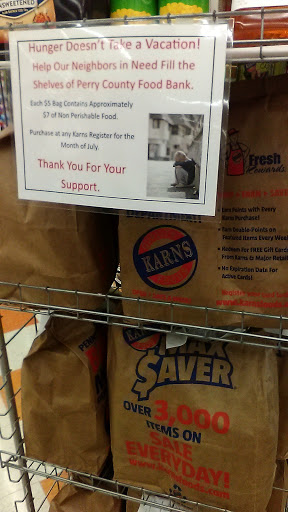 SWEETENED
Hunger Doesn't Take a Vacation!
Help Our Neighbors in Need Fill the
Shelves of Perry County Food Bank.
Each $5 Bag Contains Approximately
$7 of Non Perishable Food.
Purchase at any Karns Register for the
Month of July.
Thank You For Your
Support.
Fresh
Rewards
KARNS
MAX
$AVER
OVER 3,000
ITEMS ON
SALE
EVERYDAY!